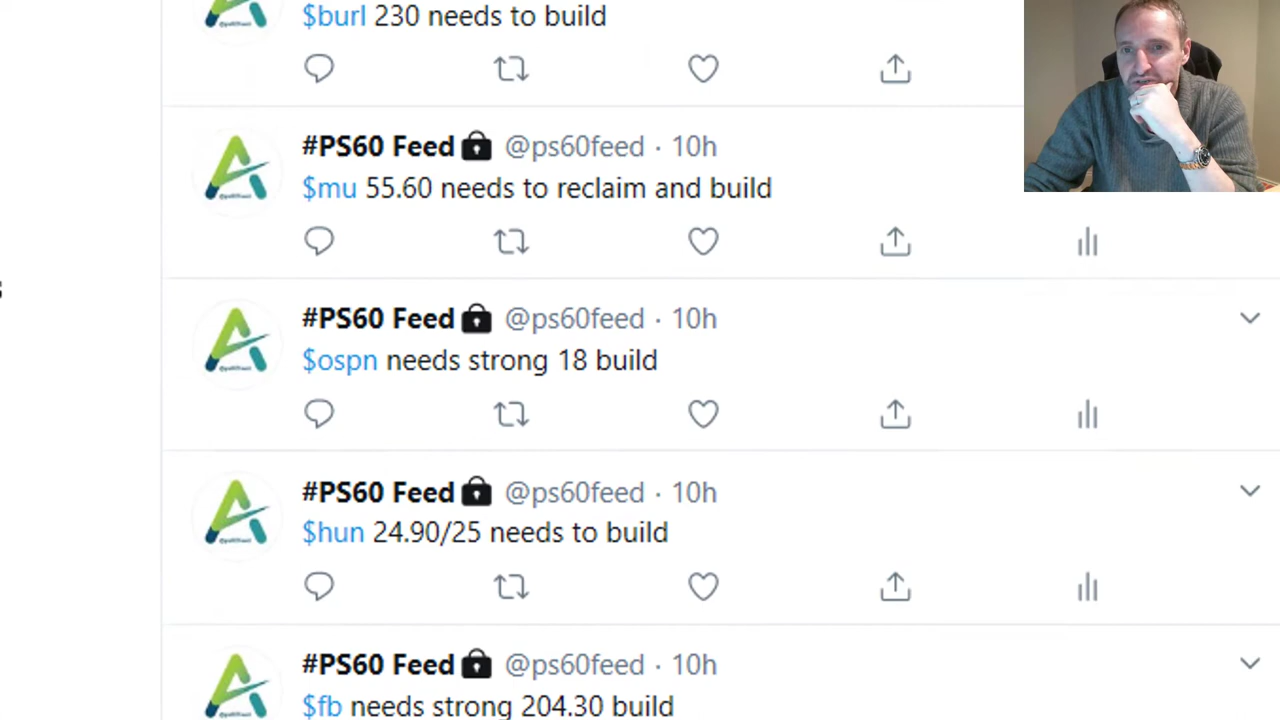 $burl 230 needs to build
#PS60 Feed @ps60feed · 10h
$mu 55.60 needs to reclaim and build
#PS60 Feed @ps60feed · 10h
$ospn needs strong 18 build
#PS60 Feed @ps60feed · 10h
$hun 24.90/25 needs to build
#PS60 Feed @ps60feed · 10h
$fb needs strong 204.30 build